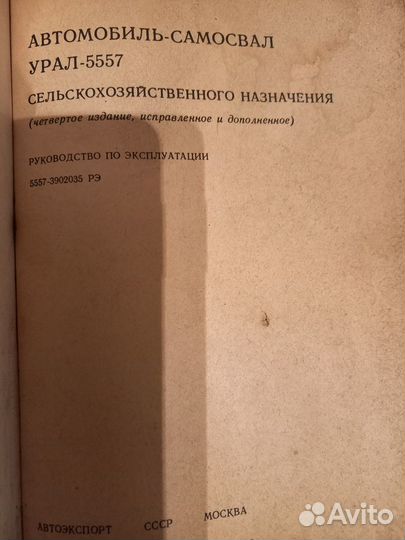 АВТОМОБИЛЬ-САМОСВАЛ
УРАЛ-5557
СЕЛЬСКОХОЗЯЙСТВЕННОГО НАЗНАЧЕНИЯ
(четвертое издание, исправленное и дополненное)
РУКОВОДСТВО ПО ЭКСПЛУАТАЦИИ
5557-3902035 РЭ
АВТОЭКСПОРТ СССР МОСКВА
Avito